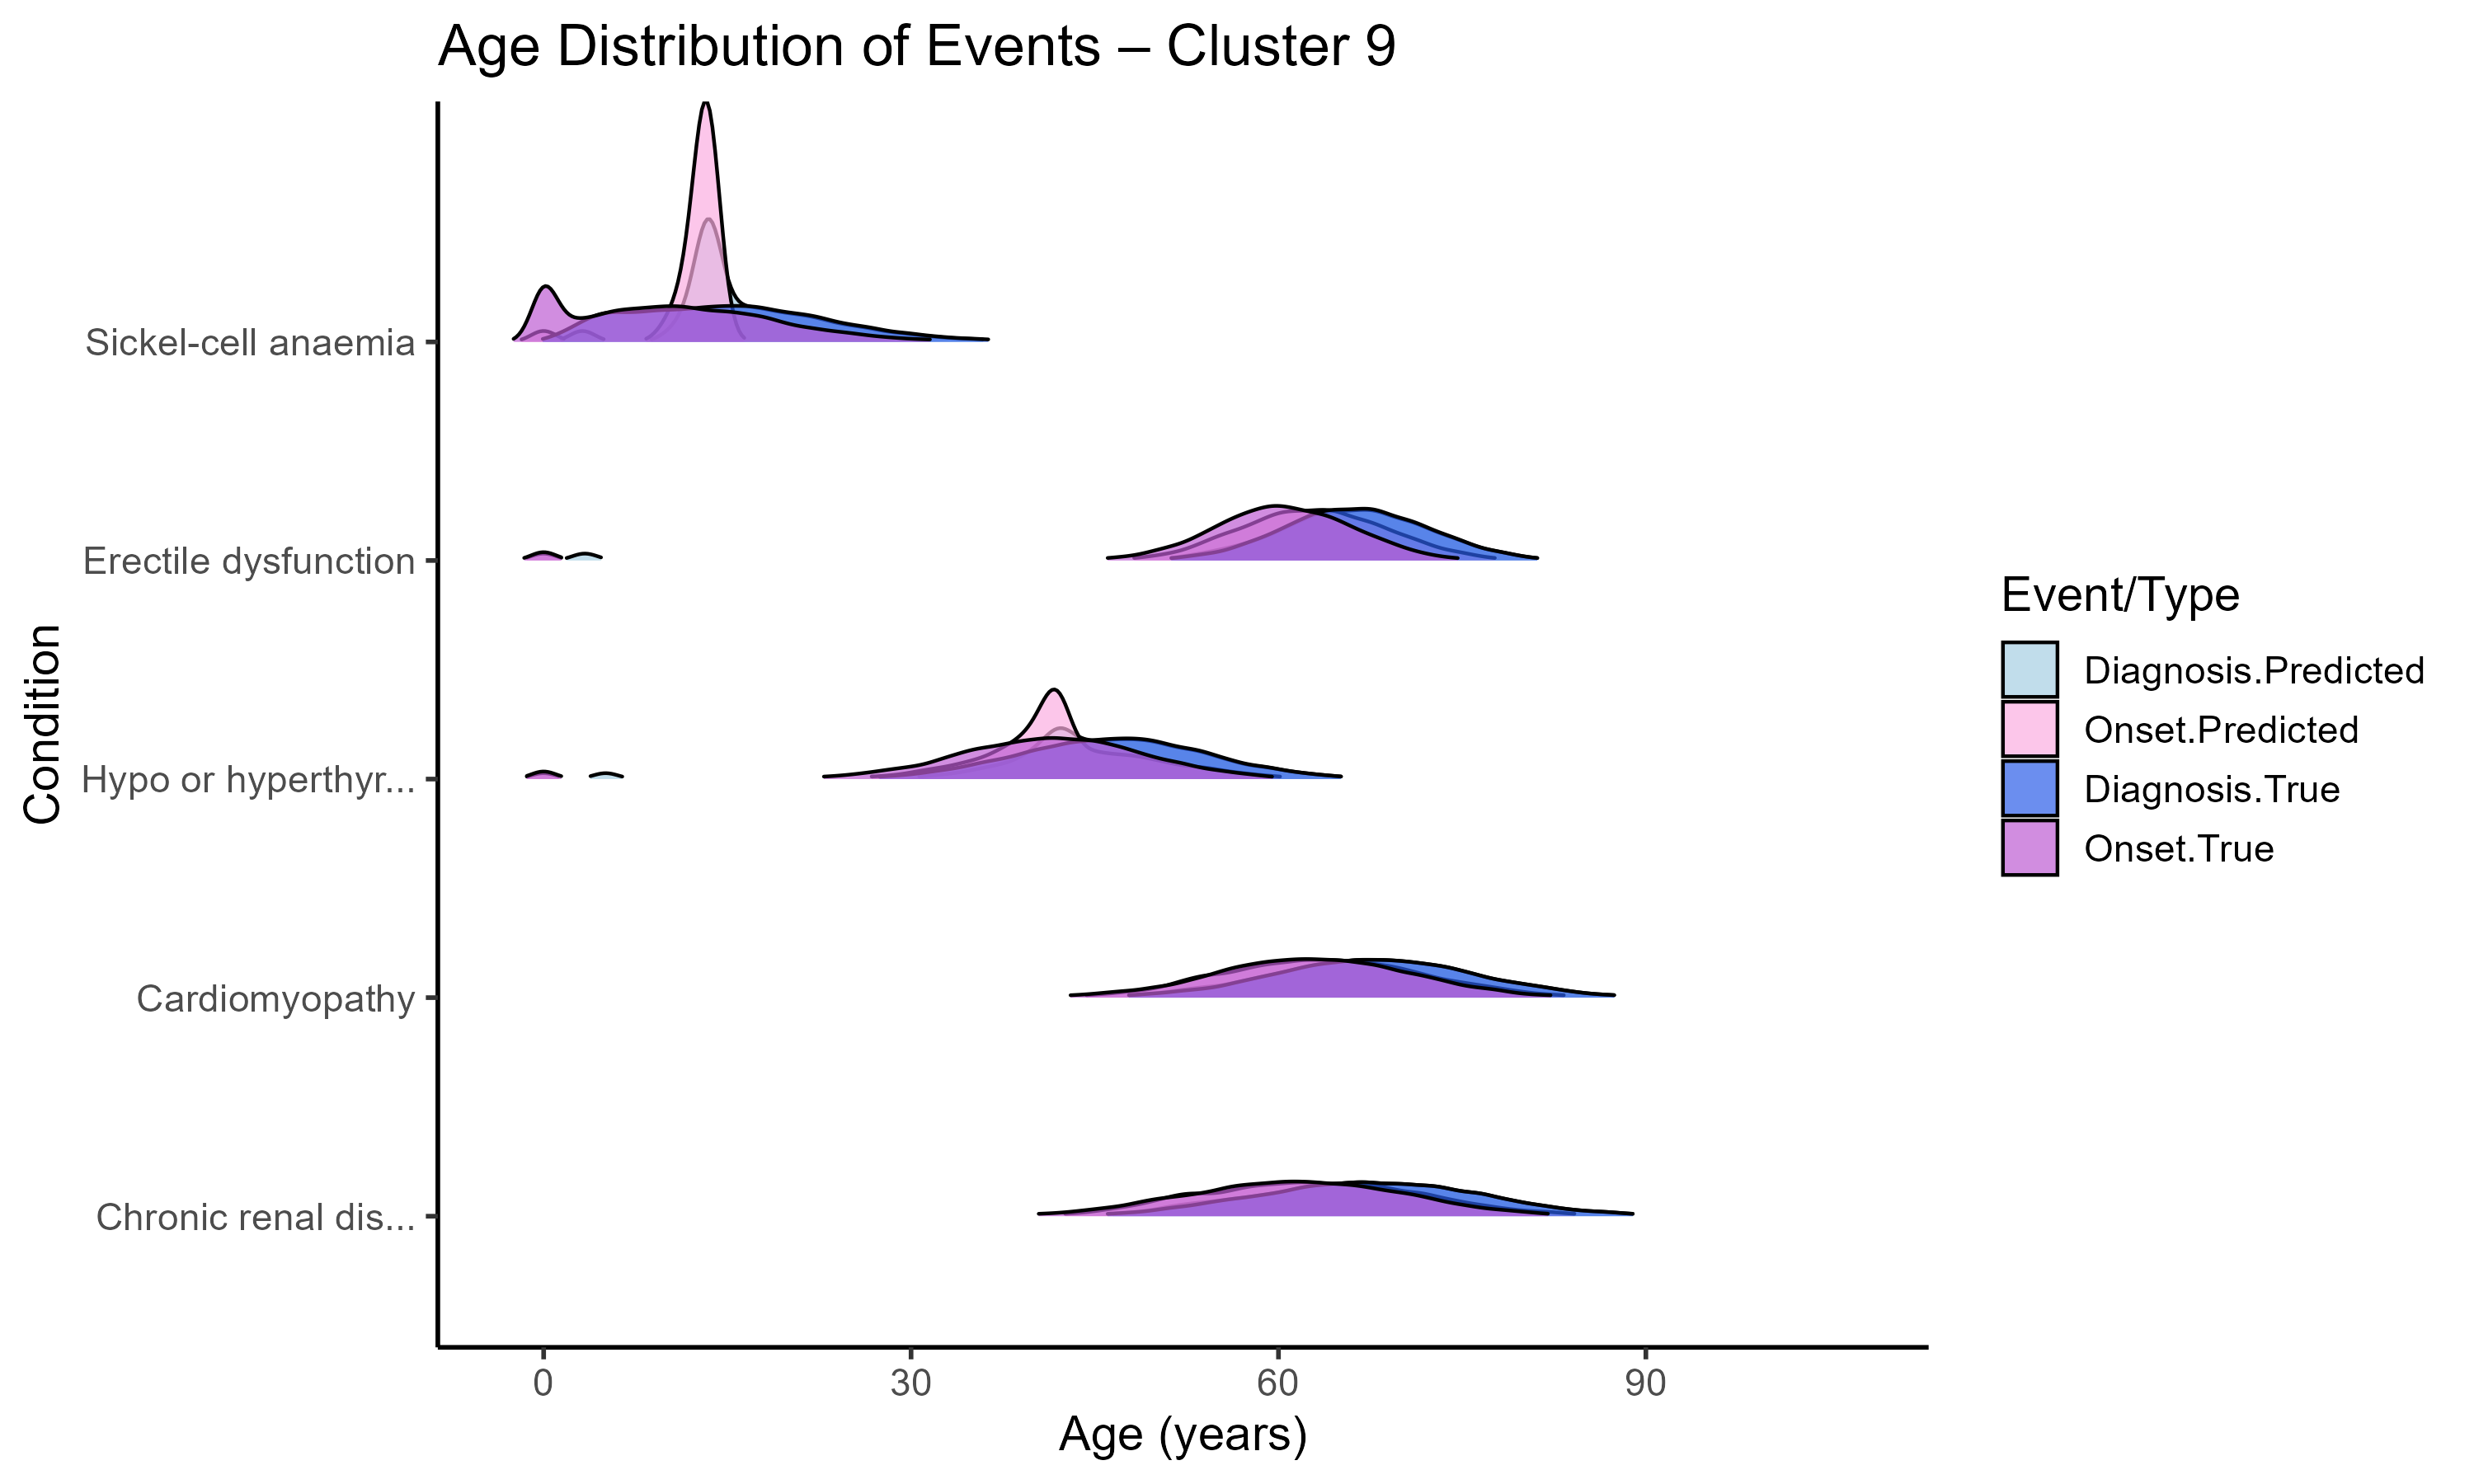 Age Distribution of Events – Cluster 9
Condition
Sickel-cell anaemia
Erectile dysfunction
Hypo or hyperthyr...
Cardiomyopathy
Chronic renal dis...
0 30 60 90
Age (years)
Event/Type
Diagnosis.Predicted
Onset.Predicted
Diagnosis.True
Onset.True